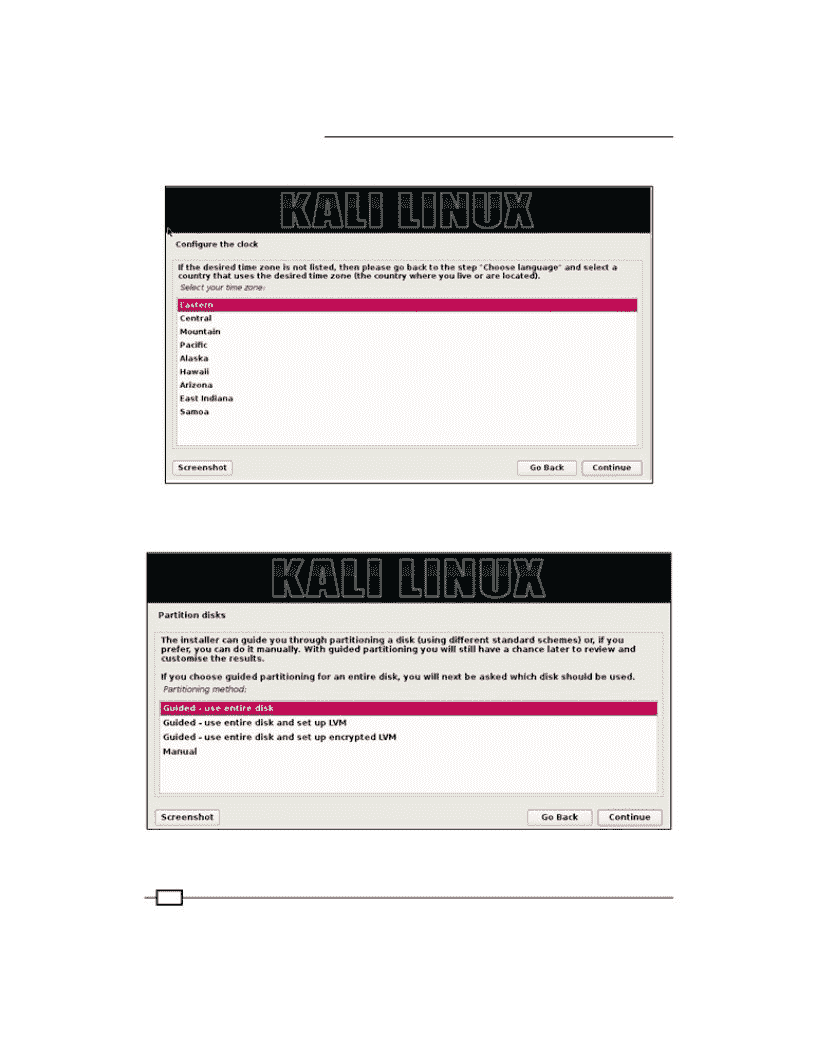 KALI LINUX
Configure the clock
If the desired time zone is not listed, then please go back to the step "Choose language" and select a
country that uses the desired time zone (the country where you live or are located).
Select your time zone:
Eastern
Central
Mountain
Pacific
Alaska
Hawaii
Arizona
East Indiana
Samoa
Screenshot Go Back Continue
KALI LINUX
Partition disks
The installer can guide you through partitioning a disk (using different standard schemes) or, if you
prefer, you can do it manually. With guided partitioning you will still have a chance later to review and
customise the results.
If you choose guided partitioning for an entire disk, you will next be asked which disk should be used.
Partitioning method:
Guided - use entire disk
Guided - use entire disk and set up LVM
Guided - use entire disk and set up encrypted LVM
Manual
Screenshot Go Back Continue